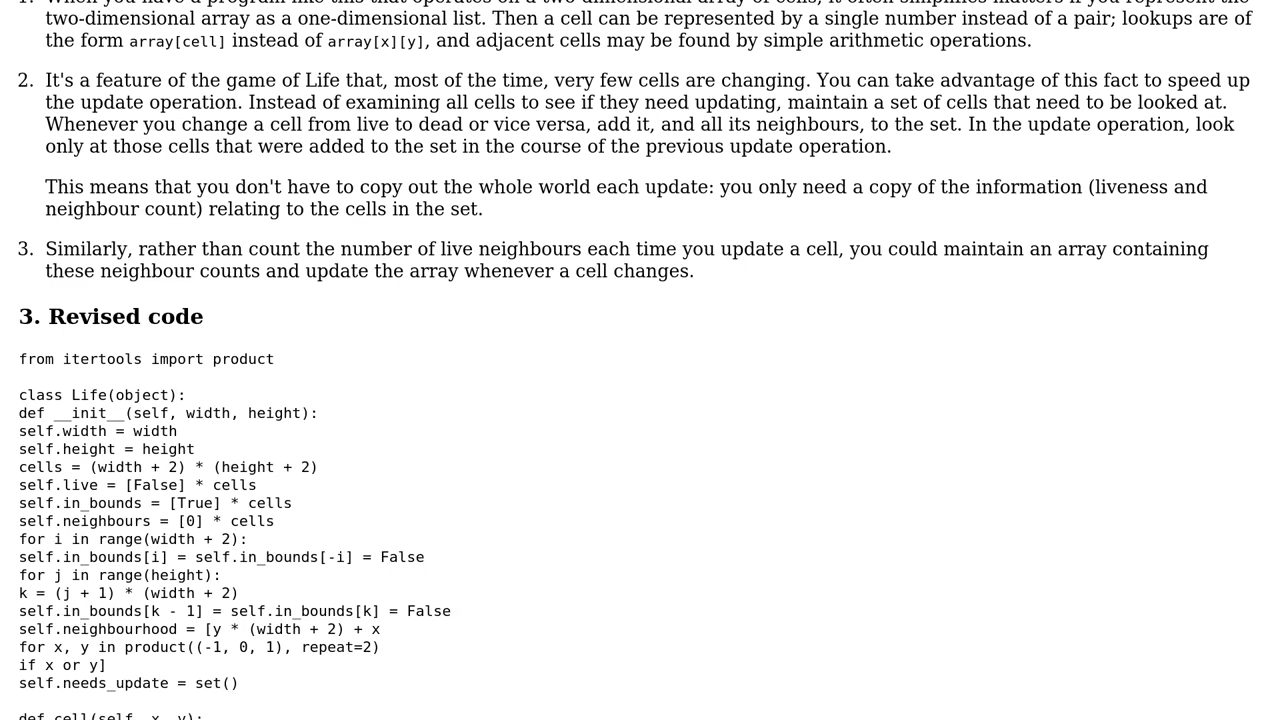 two-dimensional array as a one-dimensional list. Then a cell can be represented by a single number instead of a pair; lookups are of
the form array[cell] instead of array[x][y], and adjacent cells may be found by simple arithmetic operations.
2. It's a feature of the game of Life that, most of the time, very few cells are changing. You can take advantage of this fact to speed up
the update operation. Instead of examining all cells to see if they need updating, maintain a set of cells that need to be looked at.
Whenever you change a cell from live to dead or vice versa, add it, and all its neighbours, to the set. In the update operation, look
only at those cells that were added to the set in the course of the previous update operation.
This means that you don't have to copy out the whole world each update: you only need a copy of the information (liveness and
neighbour count) relating to the cells in the set.
3. Similarly, rather than count the number of live neighbours each time you update a cell, you could maintain an array containing
these neighbour counts and update the array whenever a cell changes.
3. Revised code
from itertools import product
class Life(object):
def __init__(self, width, height):
self.width = width
self.height = height
cells = (width + 2) * (height + 2)
self.live = [False] * cells
self.in_bounds = [True] * cells
self.neighbours = [0] * cells
for i in range(width + 2):
self.in_bounds[i] = self.in_bounds[-i] = False
for j in range(height):
k = (j + 1) * (width + 2)
self.in_bounds[k - 1] = self.in_bounds[k] = False
self.neighbourhood = [y * (width + 2) + x
for x, y in product((-1, 0, 1), repeat=2)
if x or y]
self.needs_update = set()
def cell(self, x, y):